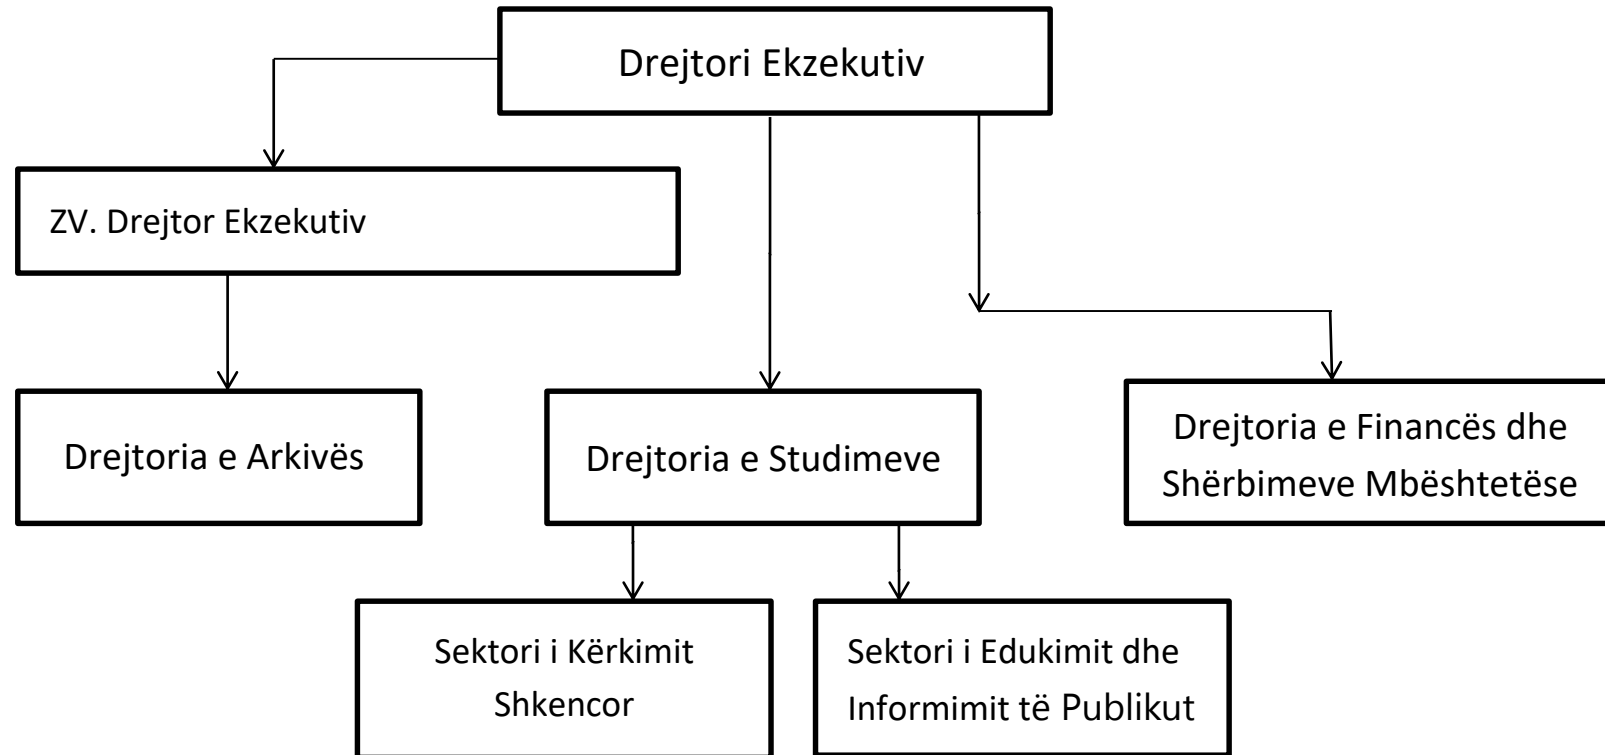 Drejtori Ekzekutiv
ZV. Drejtor Ekzekutiv
Drejtoria e Arkivës
Drejtoria e Studimeve
Drejtoria e Financës dhe
Shërbimeve Mbështetëse
Sektori i Kërkimit
Shkencor
Sektori i Edukimit dhe
Informimit të Publikut